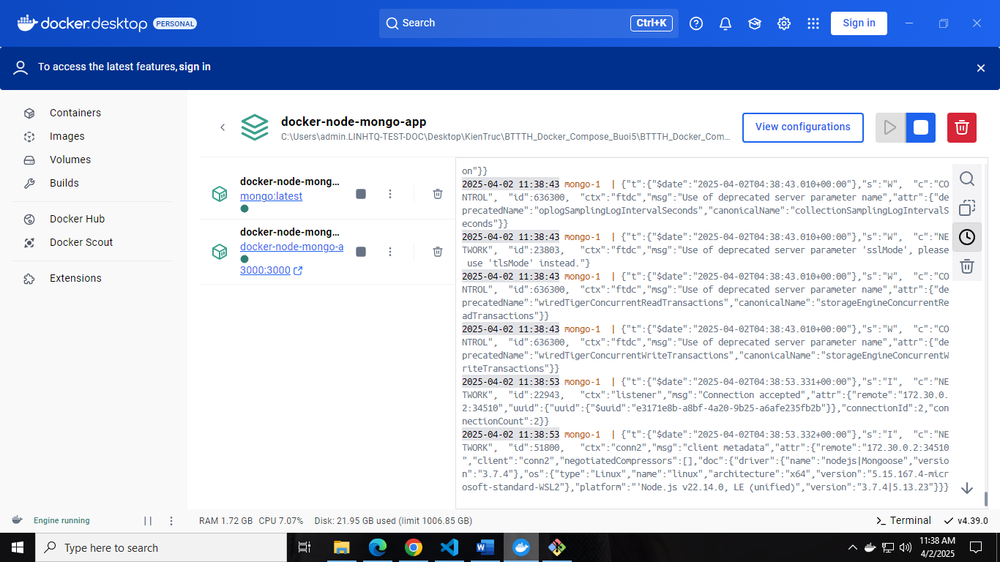 docker.desktop PERSONAL
Search
Ctrl+K
Sign in
To access the latest features, sign in
Containers
Images
Volumes
Builds
Docker Hub
Docker Scout
Extensions
docker-node-mongo-app
C:\Users\admin.LINHTQ-TEST-DOC\Desktop\KienTruc\BTTTH_Docker_Compose_Buoi5\BTTTH_Docker_Com...
View configurations
docker-node-mong...
mongo:latest
docker-node-mong...
docker-node-mongo-a
3000:3000
on"}}
2025-04-02 11:38:43 mongo-1  | {"t":{"$date":"2025-04-02T04:38:43.010+00:00"},"s":"W",  "c":"CO
NTROL",  "id":636300,  "ctx":"ftdc","msg":"Use of deprecated server parameter name","attr":{"de
precatedName":"oplogSamplingLogIntervalSeconds","canonicalName":"collectionSamplingLogIntervalS
econds"}}
2025-04-02 11:38:43 mongo-1  | {"t":{"$date":"2025-04-02T04:38:43.010+00:00"},"s":"W",  "c":"NE
TWORK",  "id":23803,   "ctx":"ftdc","msg":"Use of deprecated server parameter 'sslMode', please
 use 'tlsMode' instead."}
2025-04-02 11:38:43 mongo-1  | {"t":{"$date":"2025-04-02T04:38:43.010+00:00"},"s":"W",  "c":"CO
NTROL",  "id":636300,  "ctx":"ftdc","msg":"Use of deprecated server parameter name","attr":{"de
precatedName":"wiredTigerConcurrentReadTransactions","canonicalName":"storageEngineConcurrentRe
adTransactions"}}
2025-04-02 11:38:43 mongo-1  | {"t":{"$date":"2025-04-02T04:38:43.010+00:00"},"s":"W",  "c":"CO
NTROL",  "id":636300,  "ctx":"ftdc","msg":"Use of deprecated server parameter name","attr":{"de
precatedName":"wiredTigerConcurrentWriteTransactions","canonicalName":"storageEngineConcurrentW
riteTransactions"}}
2025-04-02 11:38:53 mongo-1  | {"t":{"$date":"2025-04-02T04:38:53.331+00:00"},"s":"I",  "c":"NE
TWORK",  "id":22943,   "ctx":"listener","msg":"Connection accepted","attr":{"remote":"172.30.0.
2:34510","uuid":{"uuid":{"$uuid":"e3171e8b-a8bf-4a20-9b25-a6afe235fb2b"}},"connectionId":2,"con
nectionCount":2}}
2025-04-02 11:38:53 mongo-1  | {"t":{"$date":"2025-04-02T04:38:53.332+00:00"},"s":"I",  "c":"NE
TWORK",  "id":51800,   "ctx":"conn2","msg":"client metadata","attr":{"remote":"172.30.0.2:34510
","client":"conn2","negotiatedCompressors":[],"doc":{"driver":{"name":"nodejs|Mongoose","versio
n":"3.7.4"},"os":{"type":"Linux","name":"linux","architecture":"x64","version":"5.15.167.4-micr
osoft-standard-WSL2"},"platform":"'Node.js v22.14.0, LE (unified)","version":"3.7.4|5.13.23"}}}
Engine running
RAM 1.72 GB CPU 7.07% Disk: 21.95 GB used (limit 1006.85 GB)
Terminal
v4.39.0
Type here to search
11:38 AM
4/2/2025